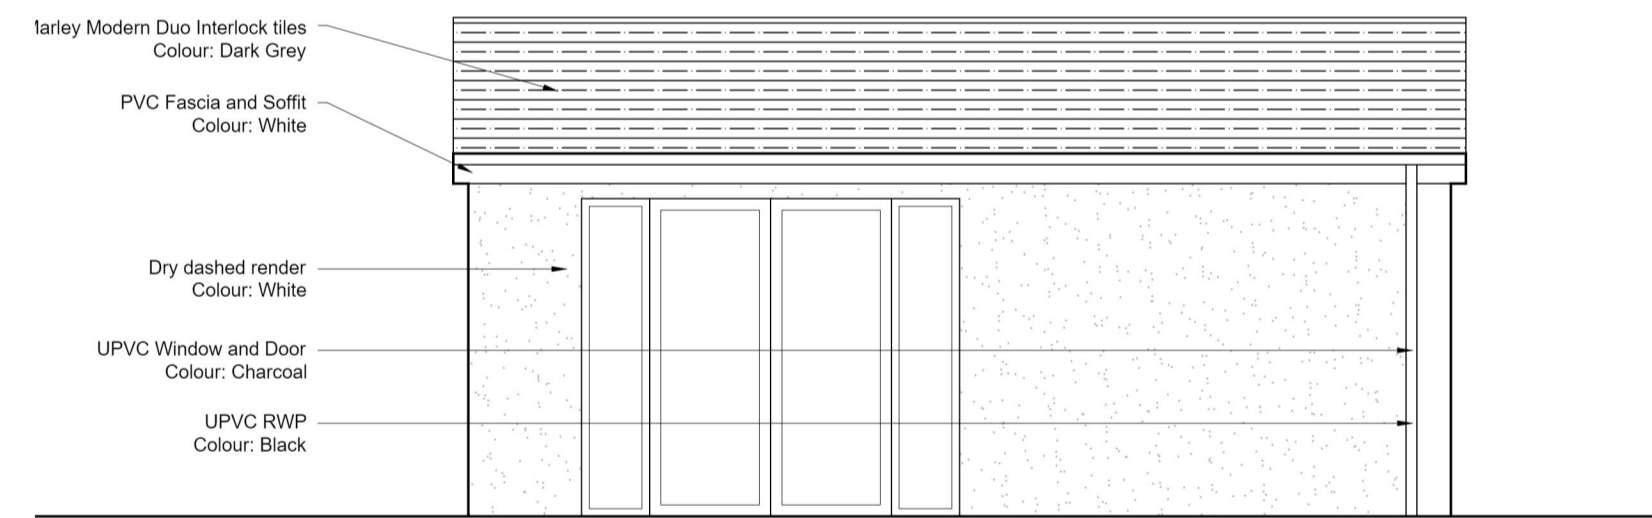 Marley Modern Duo Interlock tiles
Colour: Dark Grey
PVC Fascia and Soffit
Colour: White
Dry dashed render
Colour: White
UPVC Window and Door
Colour: Charcoal
UPVC RWP
Colour: Black